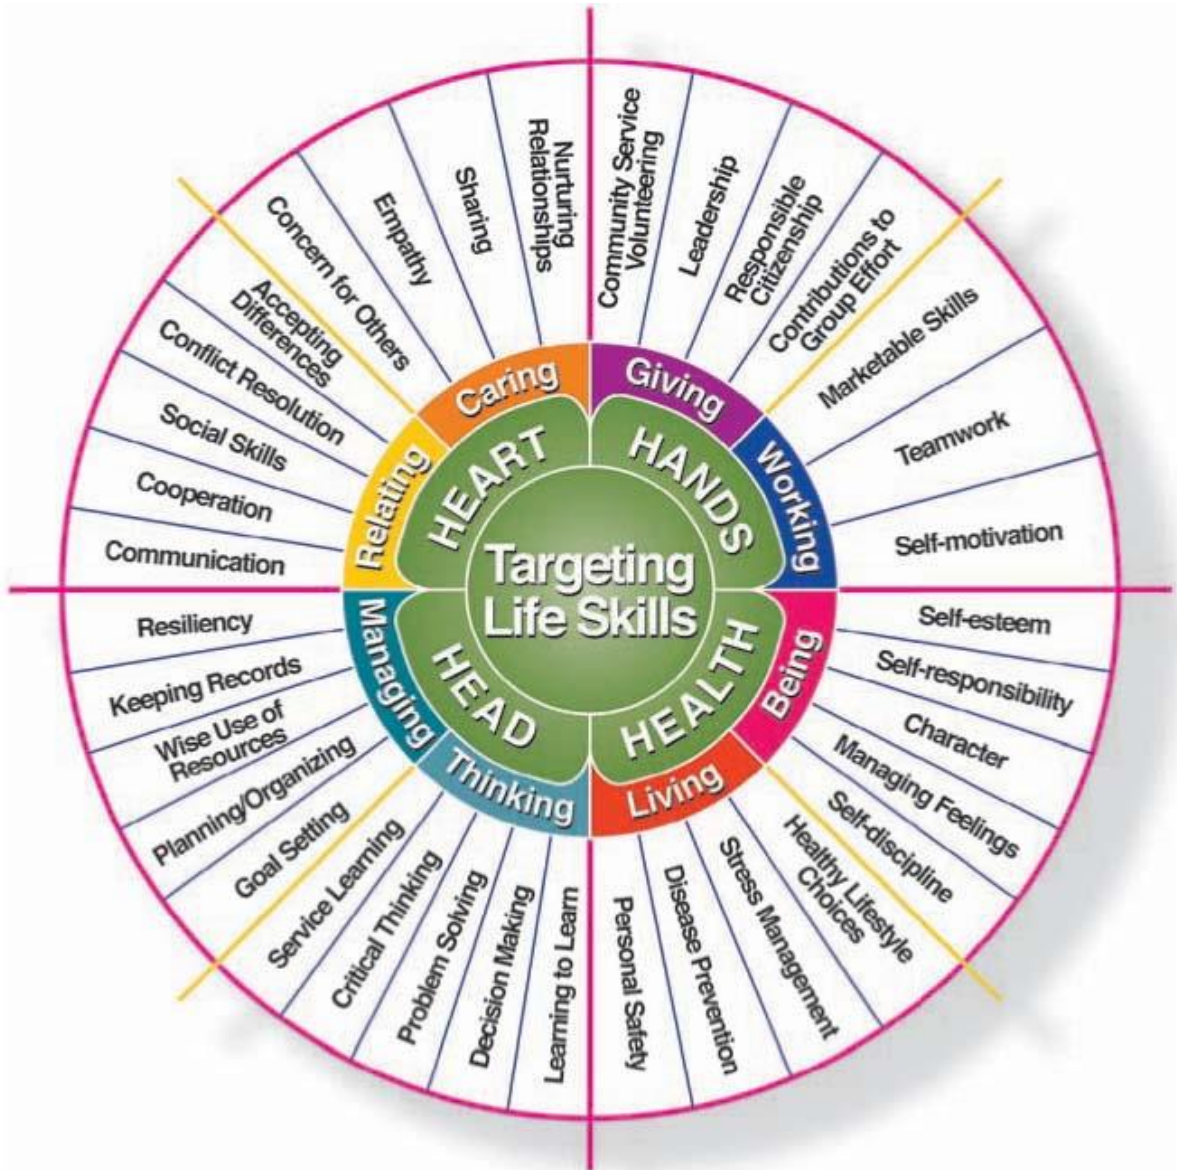 Targeting
Life Skills
HEART
HANDS
HEALTH
HEAD
Caring
Giving
Working
Being
Living
Thinking
Managing
Relating
Community Service
Volunteering
Leadership
Responsible
Citizenship
Contributions to
Group Effort
Marketable Skills
Teamwork
Self-motivation
Self-esteem
Self-responsibility
Character
Managing Feelings
Self-discipline
Healthy Lifestyle
Choices
Stress Management
Disease Prevention
Personal Safety
Learning to Learn
Decision Making
Problem Solving
Critical Thinking
Service Learning
Goal Setting
Planning/Organizing
Wise Use of
Resources
Keeping Records
Resiliency
Communication
Cooperation
Social Skills
Conflict Resolution
Accepting
Differences
Concern for Others
Empathy
Sharing
Nurturing
Relationships